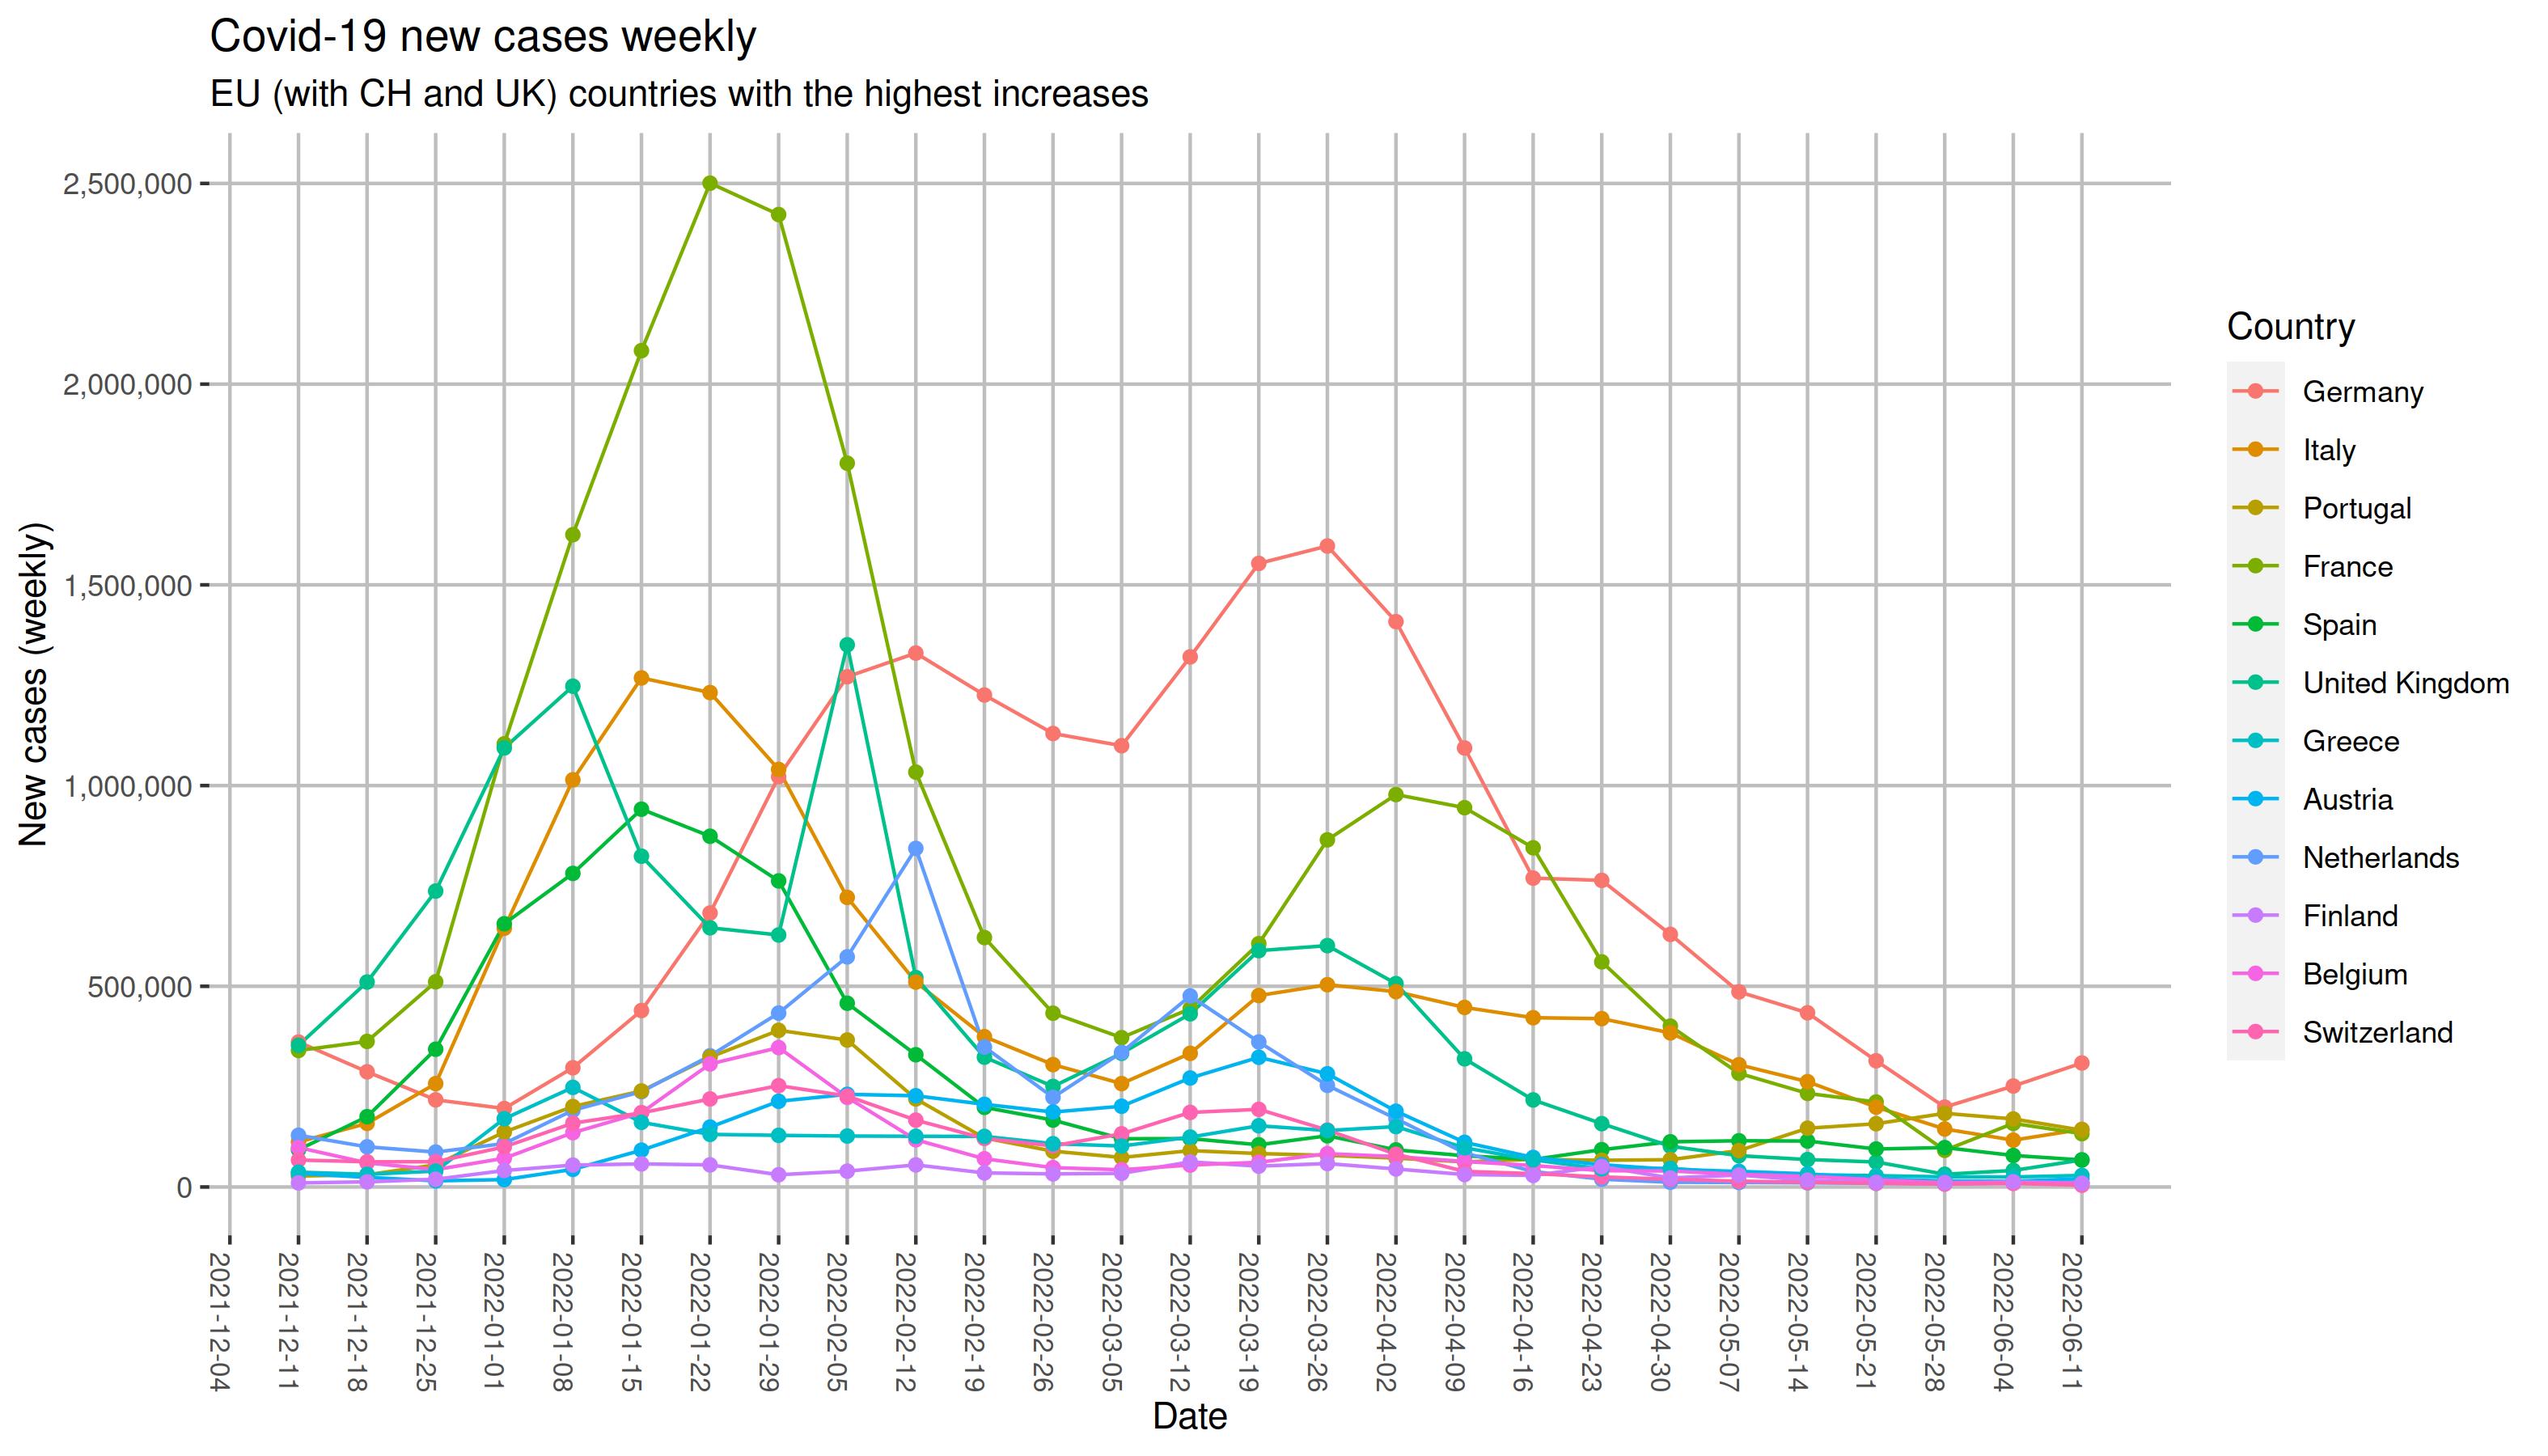 Covid-19 new cases weekly
EU (with CH and UK) countries with the highest increases
New cases (weekly)
2,500,000
2,000,000
1,500,000
1,000,000
500,000
0
2021-12-04
2021-12-11
2021-12-18
2021-12-25
2022-01-01
2022-01-08
2022-01-15
2022-01-22
2022-01-29
2022-02-05
2022-02-12
2022-02-19
2022-02-26
2022-03-05
2022-03-12
2022-03-19
2022-03-26
2022-04-02
2022-04-09
2022-04-16
2022-04-23
2022-04-30
2022-05-07
2022-05-14
2022-05-21
2022-05-28
2022-06-04
2022-06-11
Date
Country
Germany
Italy
Portugal
France
Spain
United Kingdom
Greece
Austria
Netherlands
Finland
Belgium
Switzerland